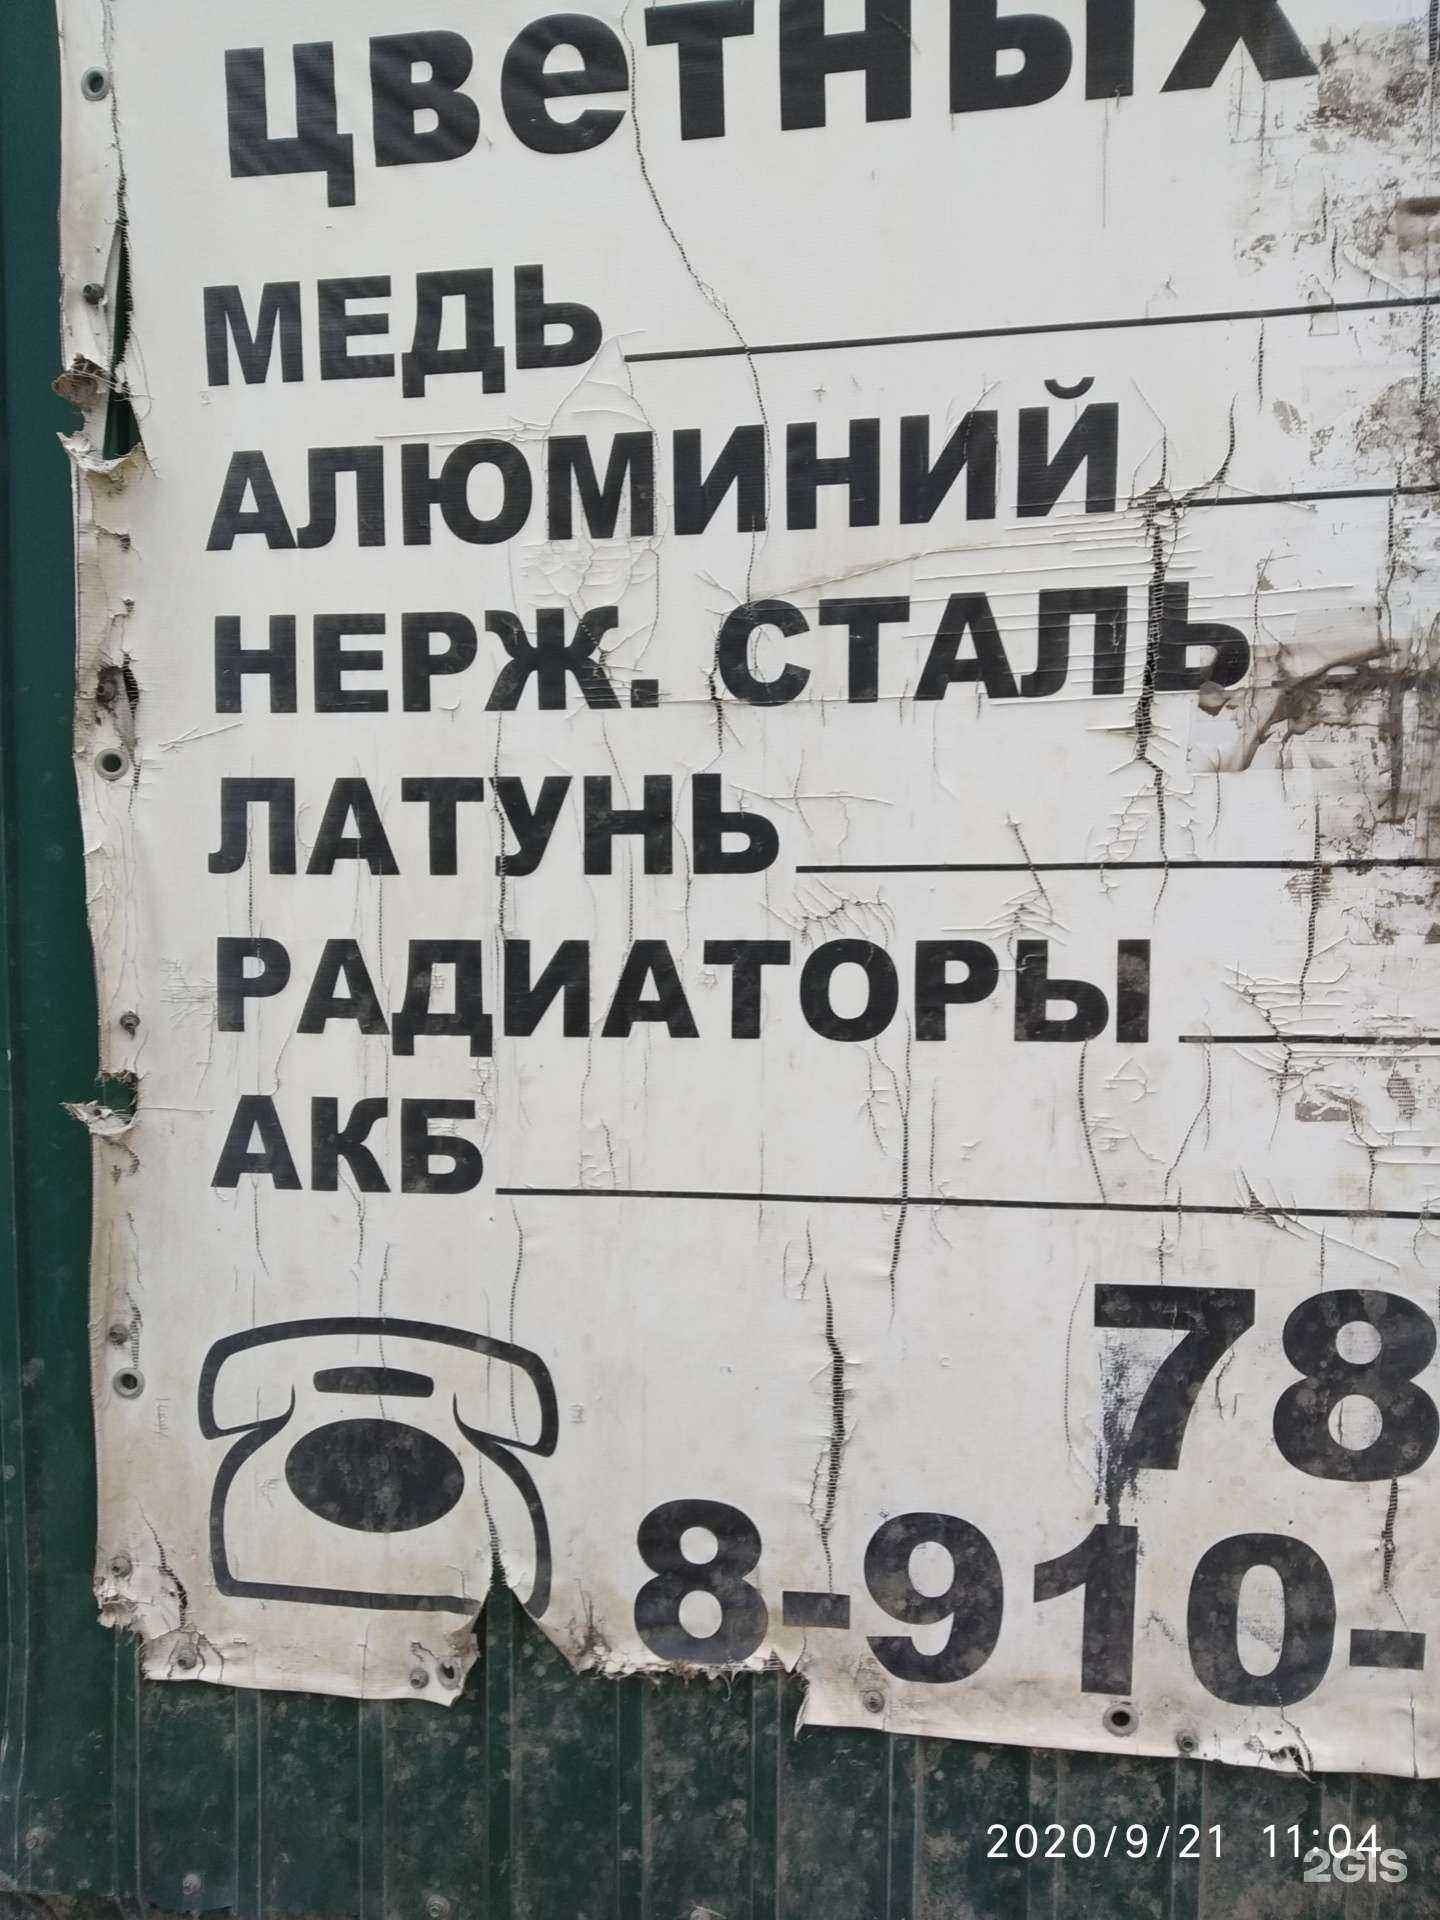 цветных
МЕДЬ
АЛЮМИНИЙ
НЕРЖ. СТАЛЬ
ЛАТУНЬ
РАДИАТОРЫ
АКБ
78
8-910-
2020/9/21 11:04
2GIS